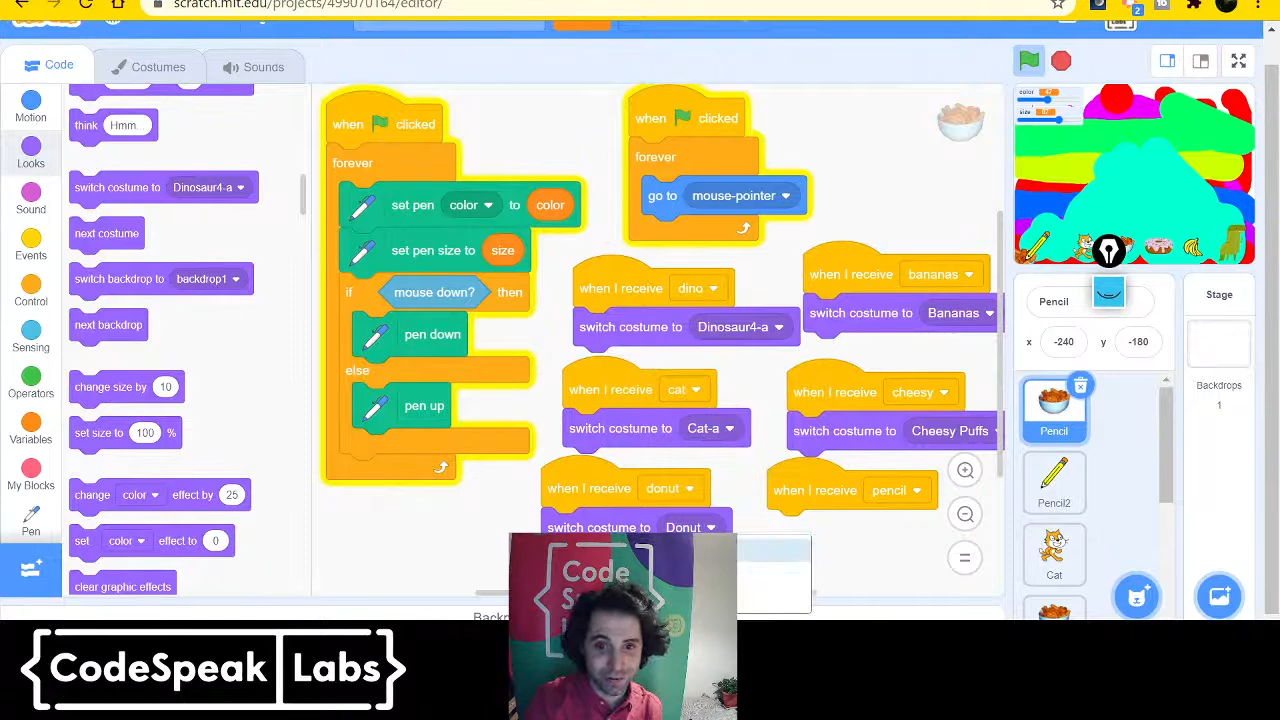 scratch.mit.edu/projects/499070164/editor/
Code
Costumes
Sounds
Motion
Looks
Sound
Events
Control
Sensing
Operators
Variables
My Blocks
Pen
think Hmm...
switch costume to Dinosaur4-a
next costume
switch backdrop to backdrop1
next backdrop
change size by 10
set size to 100 %
change color effect by 25
set color effect to 0
clear graphic effects
when clicked
forever
set pen color to color
set pen size to size
if mouse down? then
pen down
else
pen up
when clicked
forever
go to mouse-pointer
when I receive dino
switch costume to Dinosaur4-a
when I receive bananas
switch costume to Bananas
when I receive cat
switch costume to Cat-a
when I receive cheesy
switch costume to Cheesy Puffs
when I receive donut
switch costume to Donut
when I receive pencil
color 47
size
Pencil
x -240 y -180
Stage
Backdrops
1
Pencil
Pencil2
Cat
Code
CodeSpeak Labs